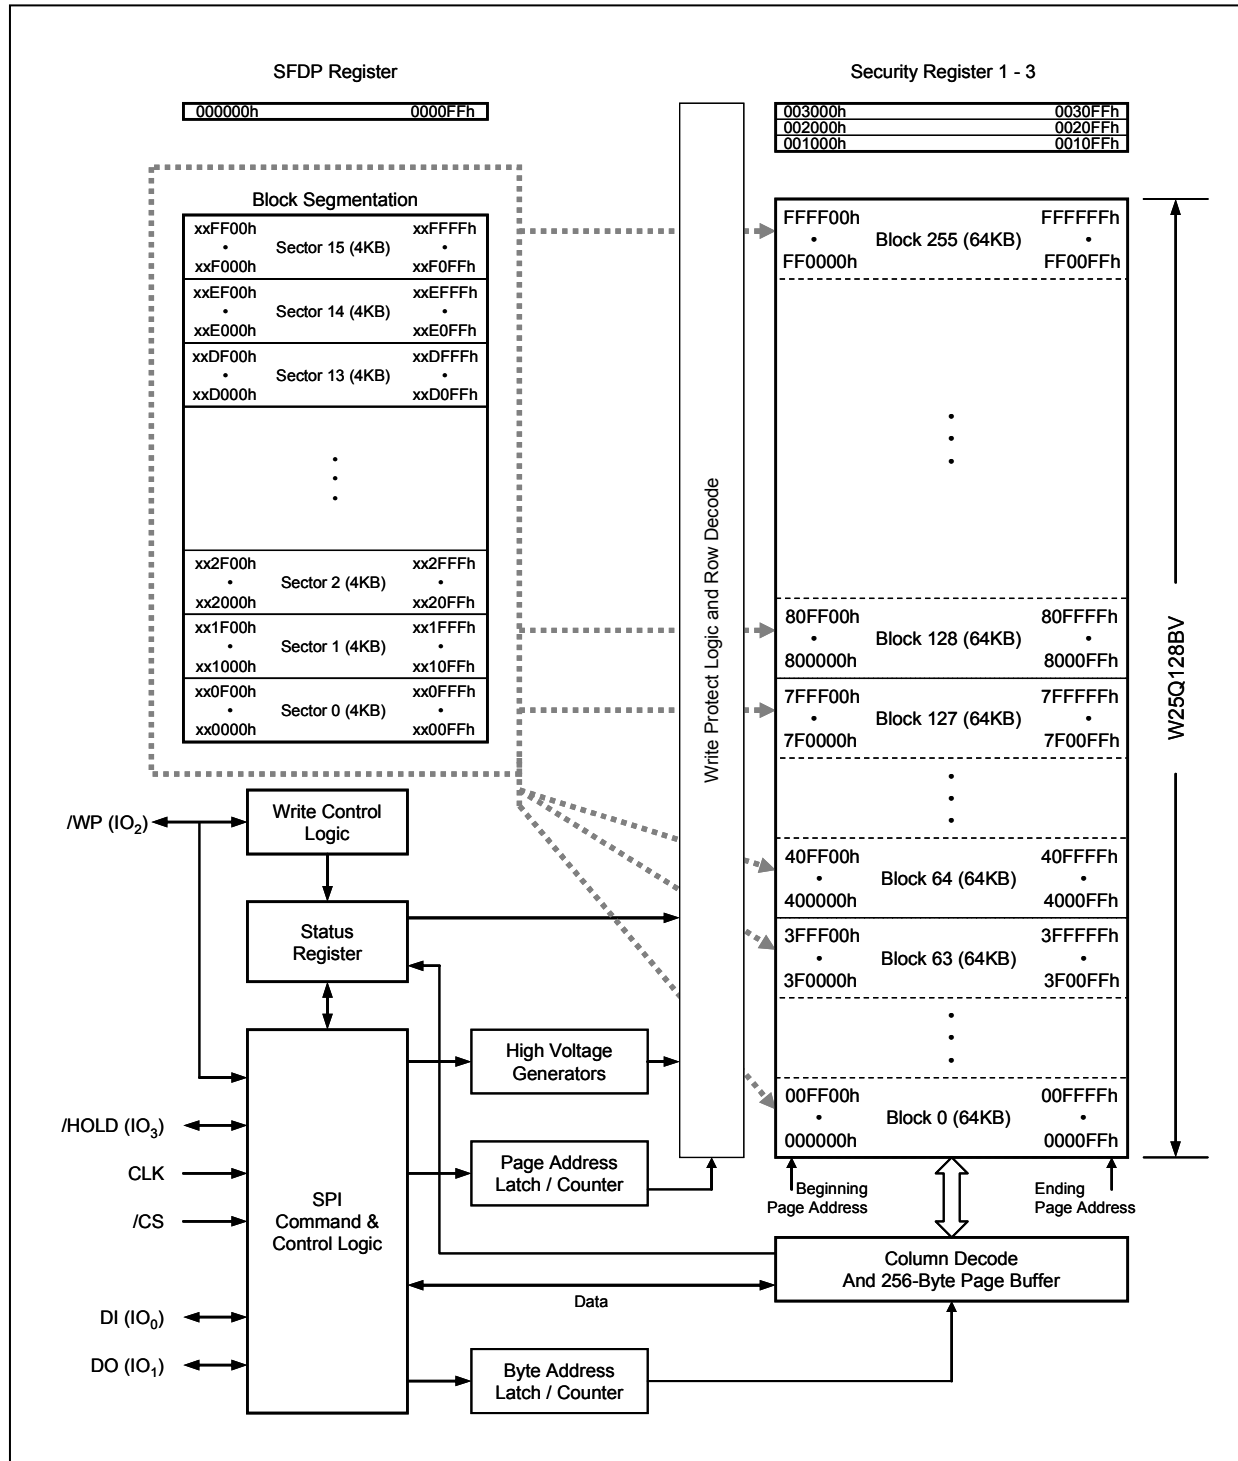 SFDP Register
000000h 0000FFh
Security Register 1 - 3
003000h 0030FFh
002000h 0020FFh
001000h 0010FFh
Block Segmentation
xxFF00h xxFFFFh
• Sector 15 (4KB) •
xxF000h xxF0FFh
xxEF00h xxEFFFh
• Sector 14 (4KB) •
xxE000h xxE0FFh
xxDF00h xxDFFFh
• Sector 13 (4KB) •
xxD000h xxD0FFh
•
•
•
xx2F00h xx2FFFh
• Sector 2 (4KB) •
xx2000h xx20FFh
xx1F00h xx1FFFh
• Sector 1 (4KB) •
xx1000h xx10FFh
xx0F00h xx0FFFh
• Sector 0 (4KB) •
xx0000h xx00FFh
Write Protect Logic and Row Decode
FFFF00h FFFFFFh
• Block 255 (64KB) •
FF0000h FF00FFh
•
•
•
80FF00h 80FFFFh
• Block 128 (64KB) •
800000h 8000FFh
7FFF00h 7FFFFFh
• Block 127 (64KB) •
7F0000h 7F00FFh
•
•
•
40FF00h 40FFFFh
• Block 64 (64KB) •
400000h 4000FFh
3FFF00h 3FFFFFh
• Block 63 (64KB) •
3F0000h 3F00FFh
•
•
•
00FF00h 00FFFFh
• Block 0 (64KB) •
000000h 0000FFh
W25Q128BV
Beginning
Page Address
Ending
Page Address
/WP (IO₂)
Write Control
Logic
Status
Register
High Voltage
Generators
/HOLD (IO₃)
CLK
/CS
DI (IO₀)
DO (IO₁)
SPI
Command &
Control Logic
Page Address
Latch / Counter
Column Decode
And 256-Byte Page Buffer
Data
Byte Address
Latch / Counter